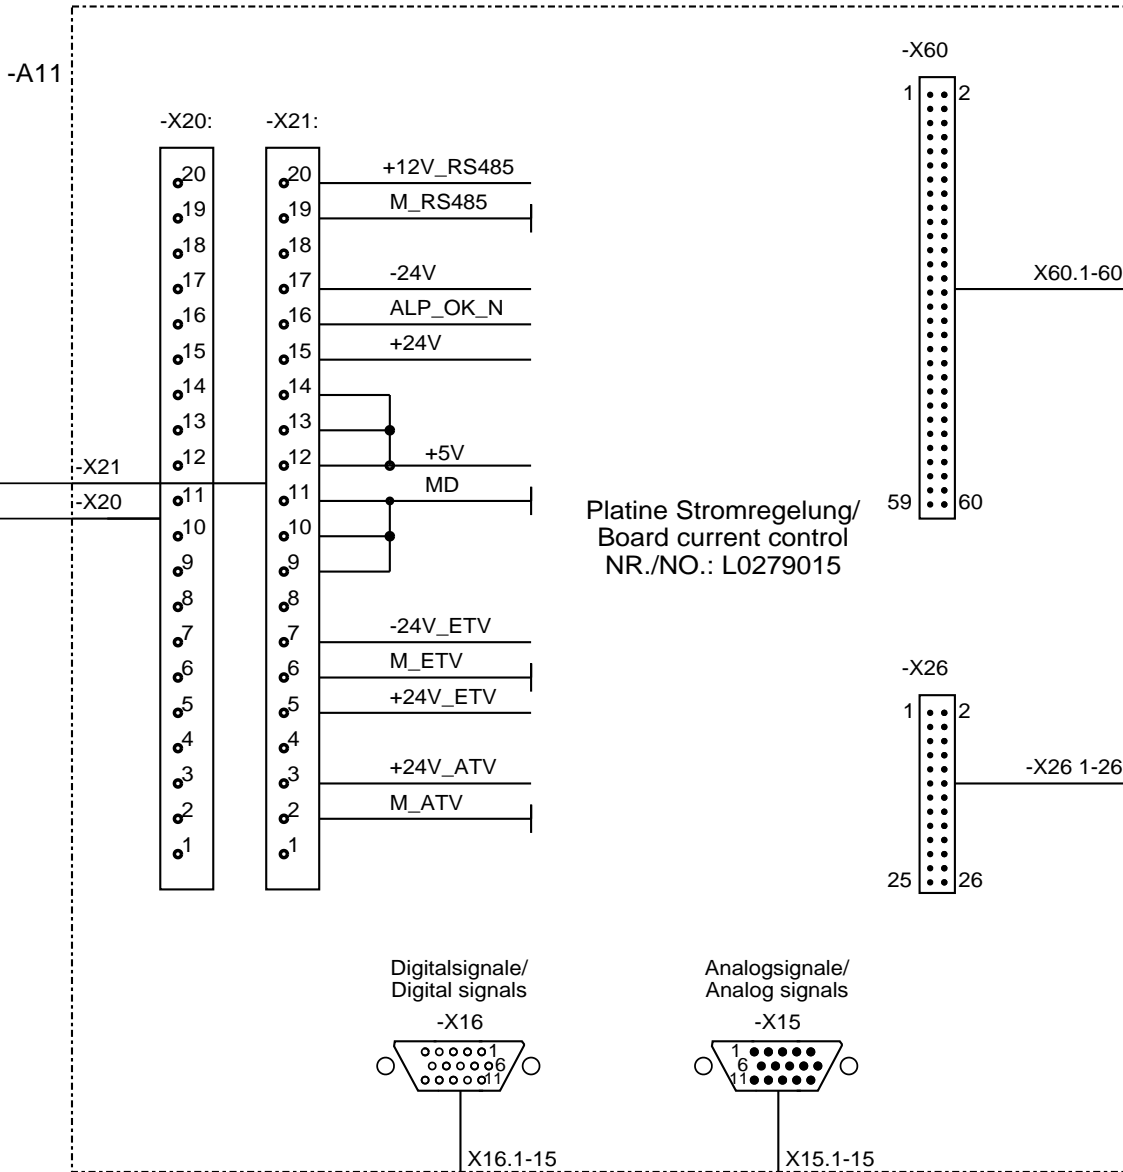 -X60
-A11
1 2
-X20: -X21:
20 20 +12V_RS485
19 19 M_RS485
18 18
17 17 -24V
X60.1-60
16 16 ALP_OK_N
15 15 +24V
14 14
13 13
12 12 +5V
-X21
11 11 MD
-X20
59 60
10 10
Platine Stromregelung/
Board current control
NR./NO.: L0279015
9 9
8 8
7 7 -24V_ETV
6 6 M_ETV
-X26
5 5 +24V_ETV
1 2
4 4
3 3 +24V_ATV
-X26 1-26
2 2 M_ATV
1 1
25 26
Digitalsignale/
Digital signals
-X16
1
6
11
X16.1-15
Analogsignale/
Analog signals
-X15
1
6
11
X15.1-15